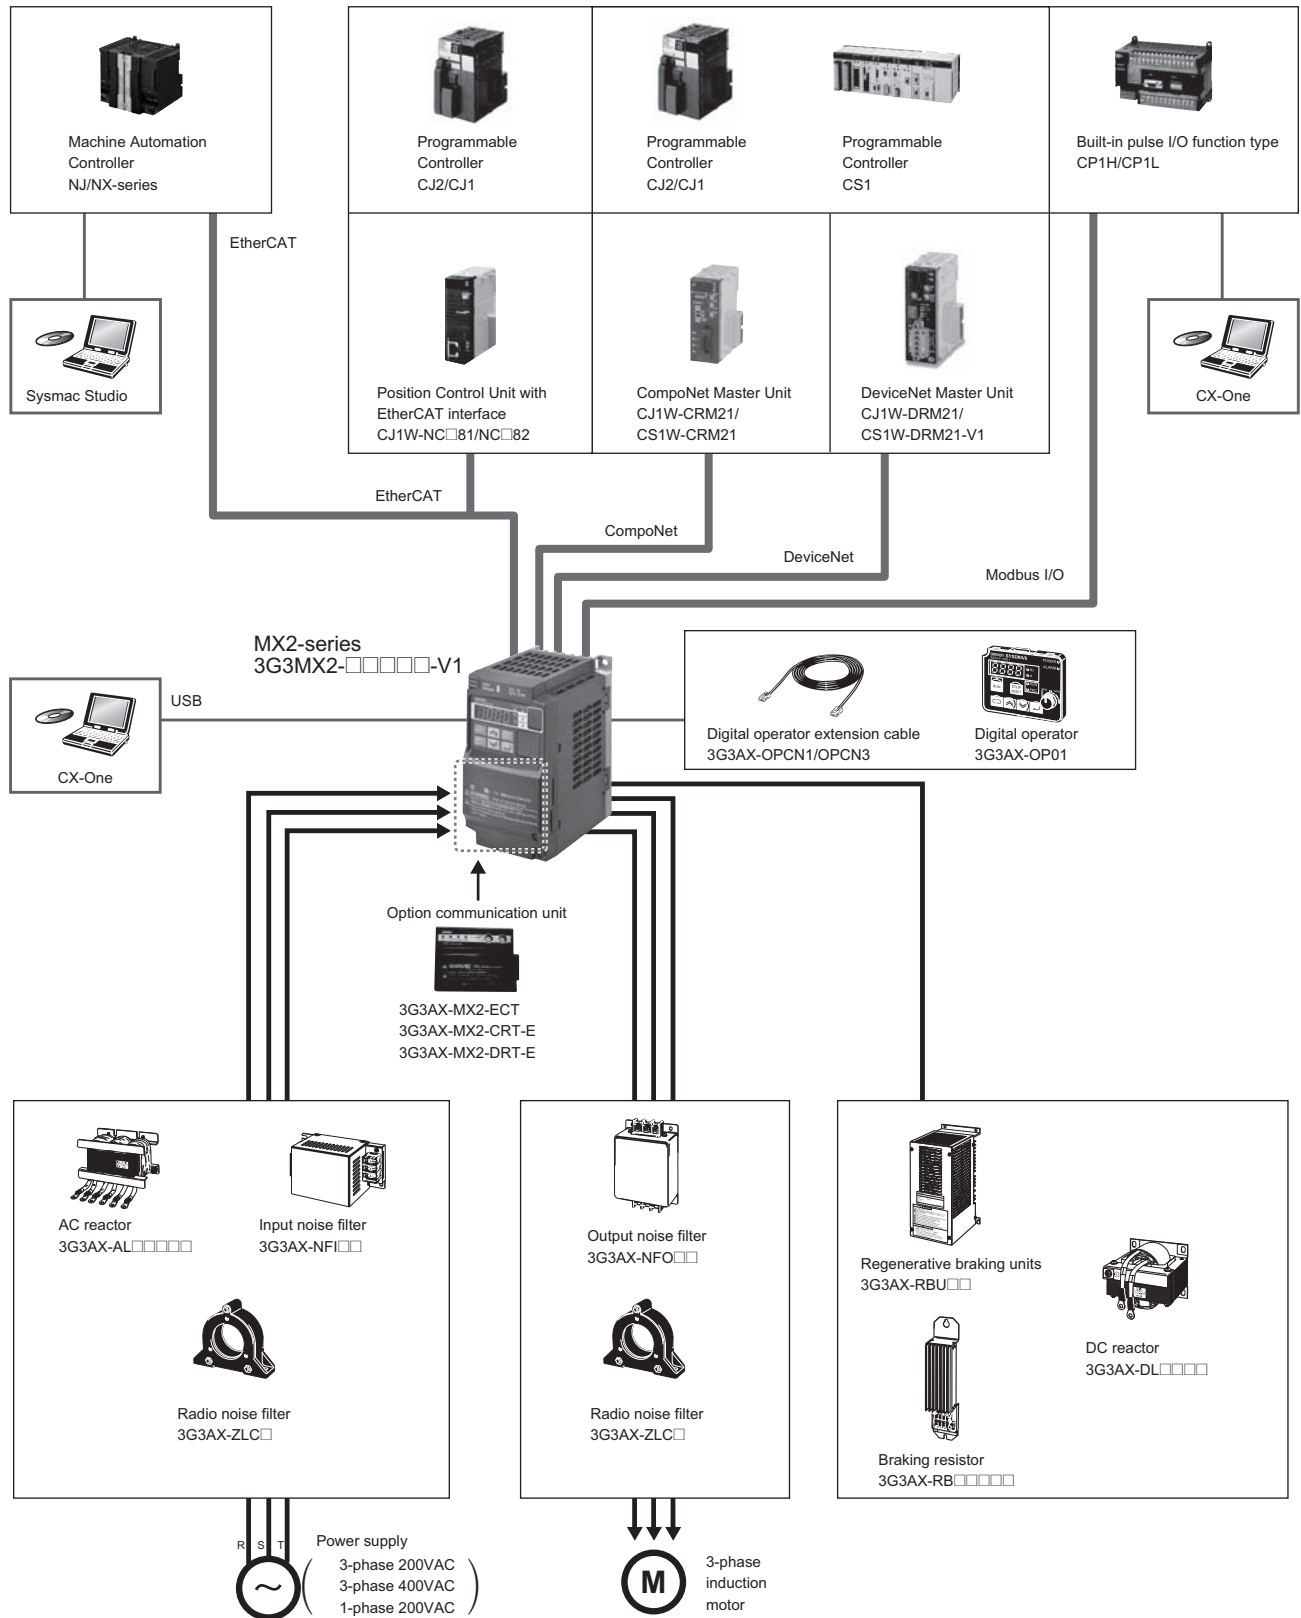 Machine Automation
Controller
NJ/NX-series
Programmable
Controller
CJ2/CJ1
Programmable
Controller
CJ2/CJ1
Programmable
Controller
CS1
Built-in pulse I/O function type
CP1H/CP1L
EtherCAT
Sysmac Studio
Position Control Unit with
EtherCAT interface
CJ1W-NC□81/NC□82
CompoNet Master Unit
CJ1W-CRM21/
CS1W-CRM21
DeviceNet Master Unit
CJ1W-DRM21/
CS1W-DRM21-V1
CX-One
EtherCAT
CompoNet
DeviceNet
Modbus I/O
MX2-series
3G3MX2-□□□□□-V1
USB
CX-One
Digital operator extension cable
3G3AX-OPCN1/OPCN3
Digital operator
3G3AX-OP01
Option communication unit
3G3AX-MX2-ECT
3G3AX-MX2-CRT-E
3G3AX-MX2-DRT-E
AC reactor
3G3AX-AL□□□□□
Input noise filter
3G3AX-NFI□□
Radio noise filter
3G3AX-ZLC□
Output noise filter
3G3AX-NFO□□
Radio noise filter
3G3AX-ZLC□
Regenerative braking units
3G3AX-RBU□□
DC reactor
3G3AX-DL□□□□
Braking resistor
3G3AX-RB□□□□□
R S T
Power supply
3-phase 200VAC
3-phase 400VAC
1-phase 200VAC
M
3-phase
induction
motor